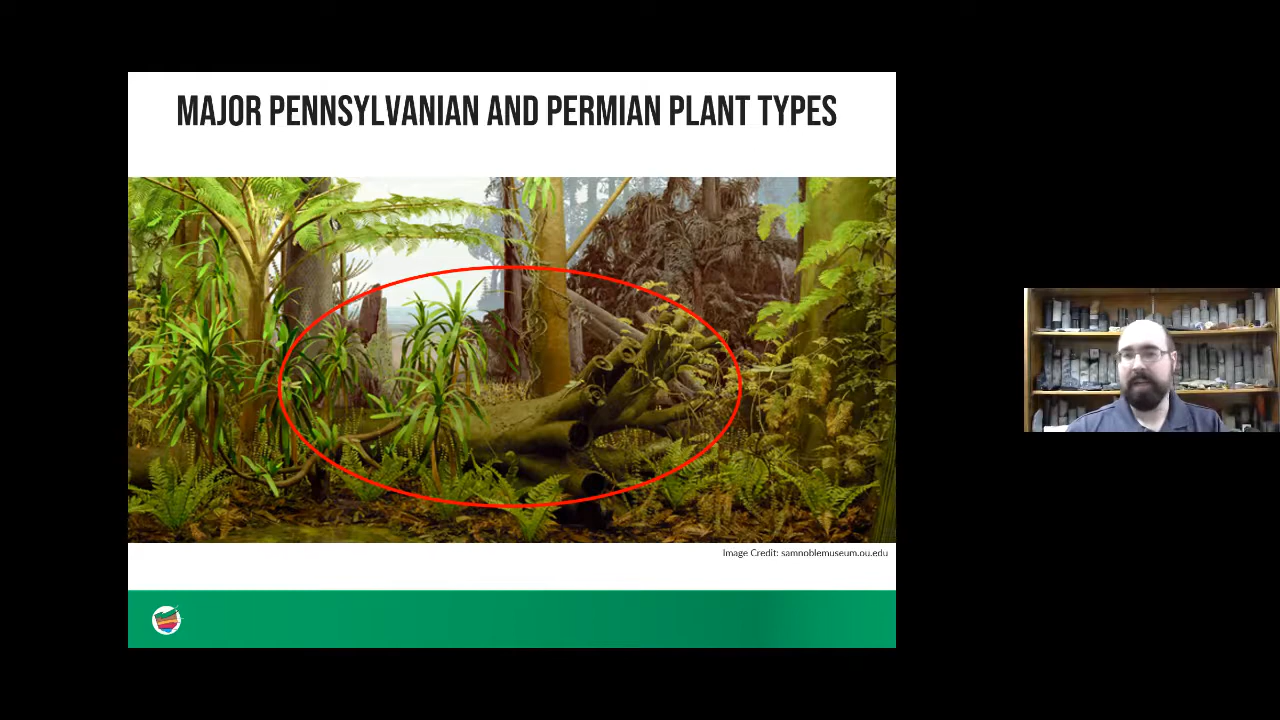 MAJOR PENNSYLVANIAN AND PERMIAN PLANT TYPES
Image Credit: samnoblemuseum.ou.edu